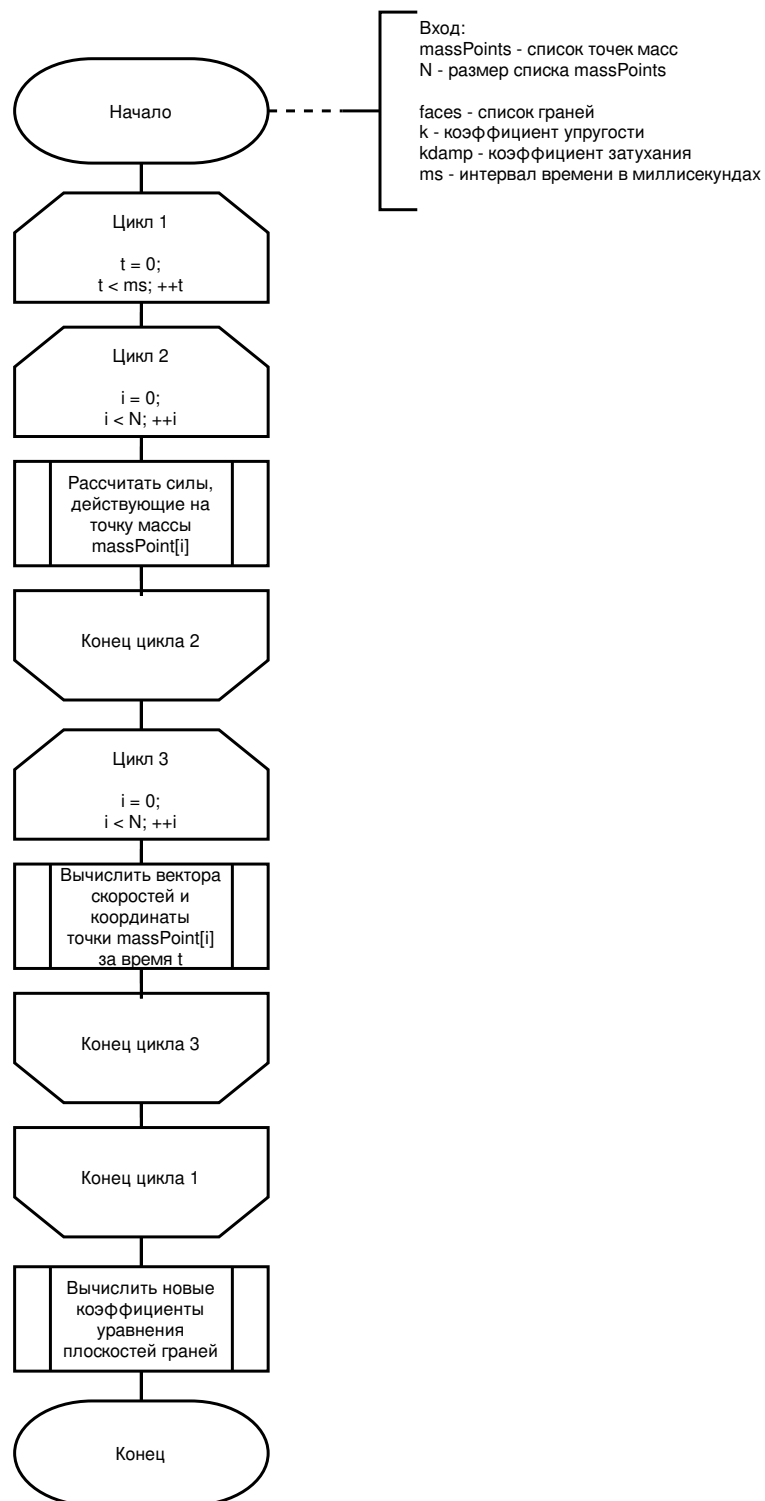 Вход:
massPoints - список точек масс
N - размер списка massPoints
faces - список граней
k - коэффициент упругости
kdamp - коэффициент затухания
ms - интервал времени в миллисекундах
Начало
Цикл 1
t = 0;
t < ms; ++t
Цикл 2
i = 0;
i < N; ++i
Рассчитать силы,
действующие на
точку массы
massPoint[i]
Конец цикла 2
Цикл 3
i = 0;
i < N; ++i
Вычислить вектора
скоростей и
координаты
точки massPoint[i]
за время t
Конец цикла 3
Конец цикла 1
Вычислить новые
коэффициенты
уравнения
плоскостей граней
Конец